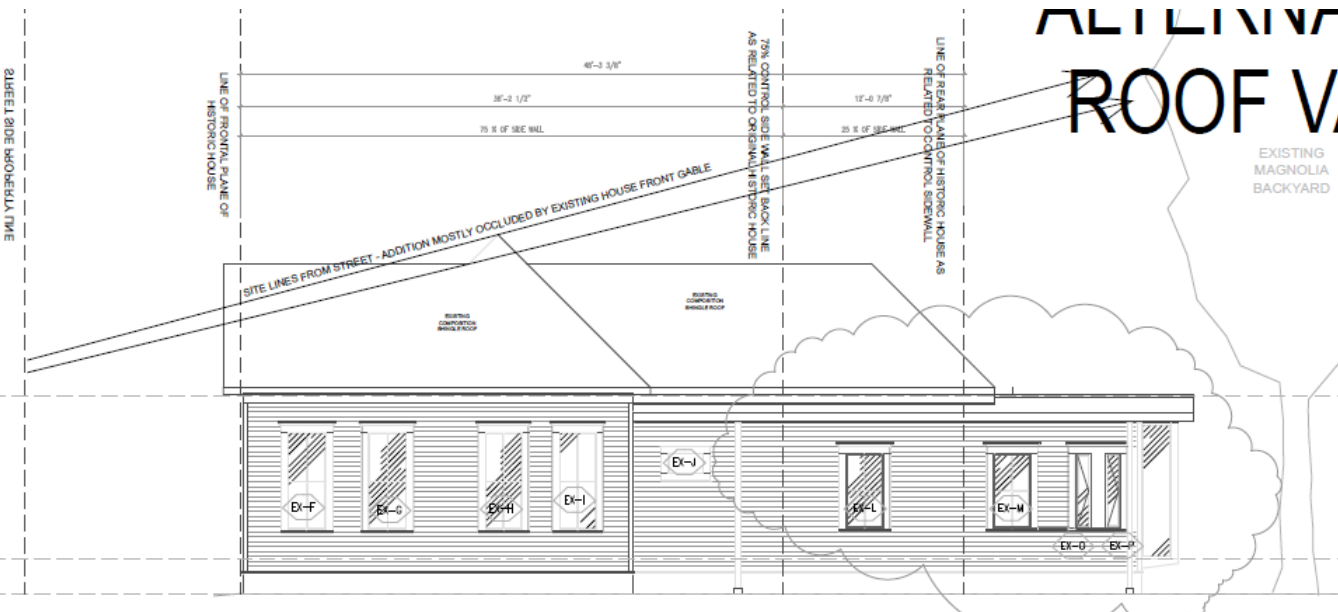 ALTERNA
ROOF VA
STREET SIDE PROPERTY LINE
LINE OF FRONTAL PLANE OF
HISTORIC HOUSE
48'-3 3/8"
36'-2 1/2"
12'-0 7/8"
75 % OF SIDE WALL
25 % OF SIDE WALL
75% CONTROL SIDE WALL SET BACK LINE
AS RELATED TO ORIGINAL HISTORIC HOUSE
LINE OF REAR PLANE OF HISTORIC HOUSE AS
RELATED TO CONTROL SIDEWALL
EXISTING
MAGNOLIA
BACKYARD
SITE LINES FROM STREET - ADDITION MOSTLY OCCLUDED BY EXISTING HOUSE FRONT GABLE
EXISTING
COMPOSITION
SHINGLE ROOF
EXISTING
COMPOSITION
SHINGLE ROOF
EX-F
EX-G
EX-H
EX-I
EX-J
EX-L
EX-M
EX-O
EX-P